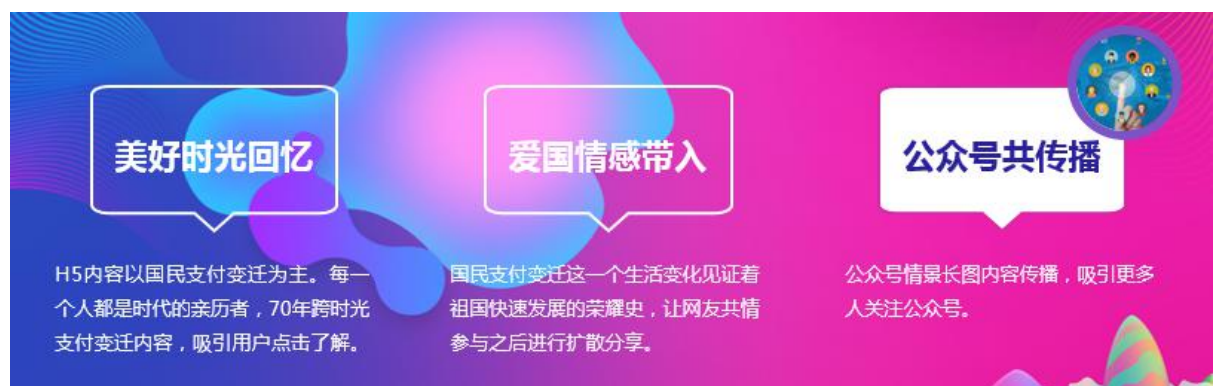 美好时光回忆
H5内容以国民支付变迁为主。每一
个人都是时代的亲历者，70年跨时光
支付变迁内容，吸引用户点击了解。
爱国情感带入
国民支付变迁这一个生活变化见证着
祖国快速发展的荣耀史，让网友共情
参与之后进行扩散分享。
公众号共传播
公众号情景长图内容传播，吸引更多
人关注公众号。